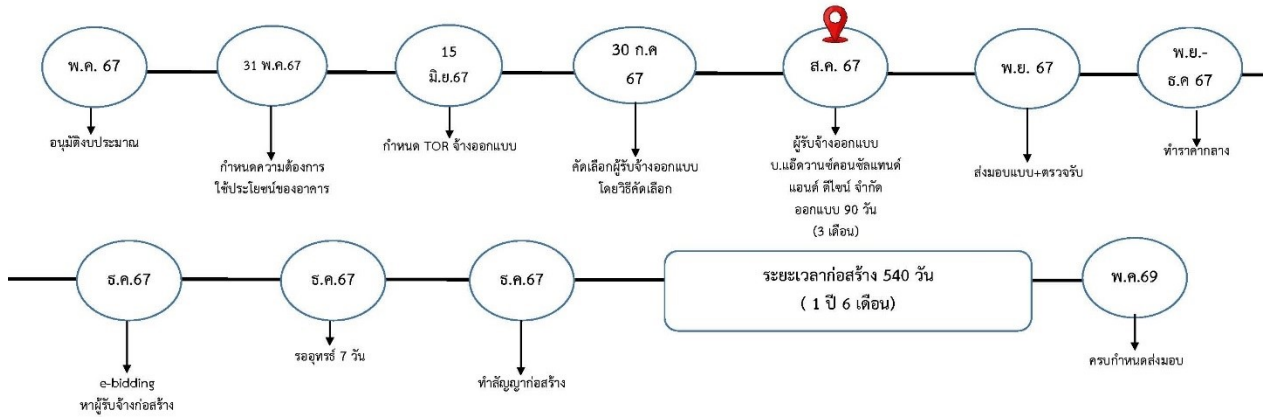 พ.ค. 67
31 พ.ค.67
15
มิ.ย.67
30 ก.ค
67
ส.ค. 67
พ.ย. 67
พ.ย.-
ธ.ค 67
อนุมัติงบประมาณ
กำหนดความต้องการ
ใช้ประโยชน์ของอาคาร
กำหนด TOR จ้างออกแบบ
คัดเลือกผู้รับจ้างออกแบบ
โดยวิธีคัดเลือก
ผู้รับจ้างออกแบบ
บ.แอ๊ดวานซ์คอนซัลแทนด์
แอนด์ ดีไซน์ จำกัด
ออกแบบ 90 วัน
(3 เดือน)
ส่งมอบแบบ+ตรวจรับ
ทำราคากลาง
ธ.ค.67
ธ.ค.67
ธ.ค.67
ระยะเวลาก่อสร้าง 540 วัน
( 1 ปี 6 เดือน)
พ.ค.69
e-bidding
หาผู้รับจ้างก่อสร้าง
รออุทรธ์ 7 วัน
ทำสัญญาก่อสร้าง
ครบกำหนดส่งมอบ